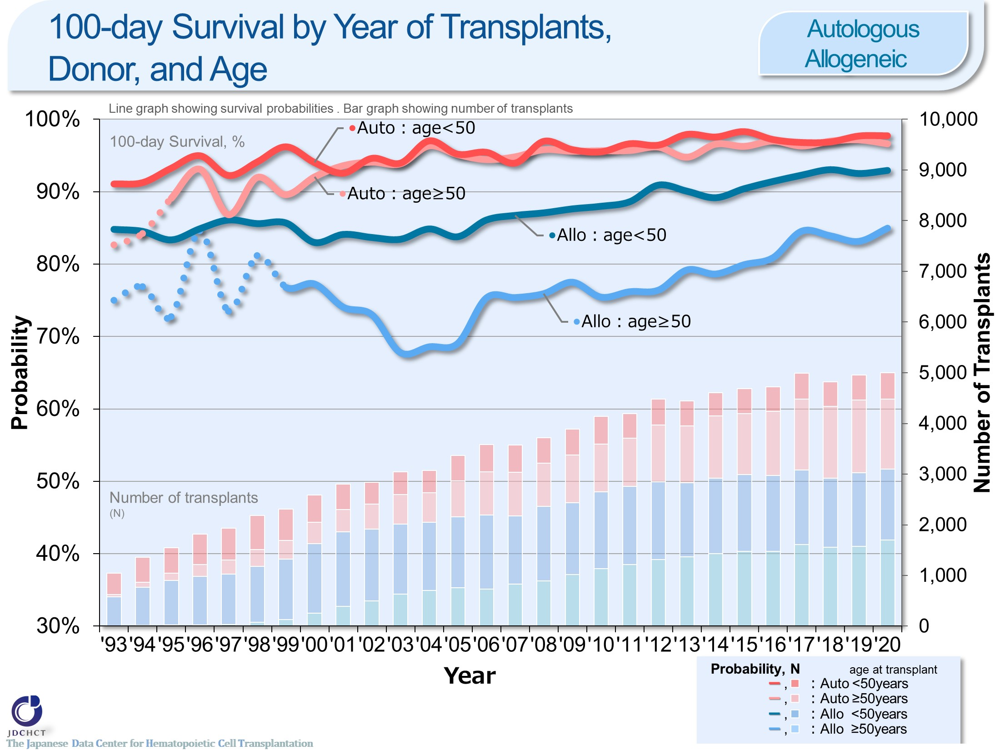 100-day Survival by Year of Transplants,
Donor, and Age
Autologous
Allogeneic
Line graph showing survival probabilities . Bar graph showing number of transplants
100-day Survival, %
Auto : age<50
Auto : age≥50
Allo : age<50
Allo : age≥50
Number of transplants
(N)
Probability
100%
90%
80%
70%
60%
50%
40%
30%
Number of Transplants
10,000
9,000
8,000
7,000
6,000
5,000
4,000
3,000
2,000
1,000
0
'93 '94 '95 '96 '97 '98 '99 '00 '01 '02 '03 '04 '05 '06 '07 '08 '09 '10 '11 '12 '13 '14 '15 '16 '17 '18 '19 '20
Year
Probability, N age at transplant
, : Auto <50years
, : Auto ≥50years
, : Allo <50years
, : Allo ≥50years
JDCHCT
The Japanese Data Center for Hematopoietic Cell Transplantation